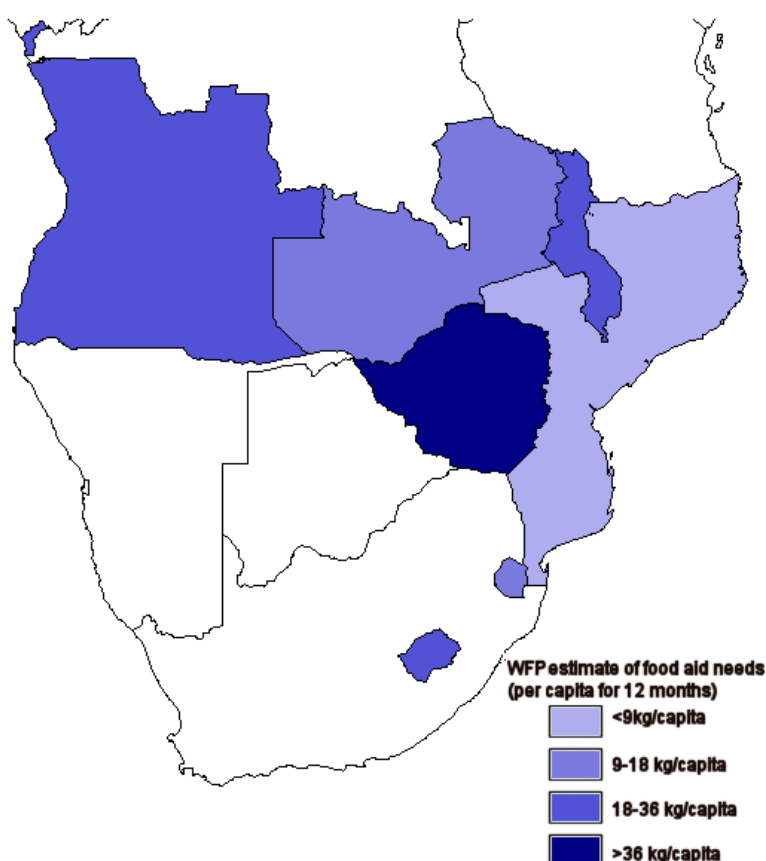 WFP estimate of food aid needs
(per capita for 12 months)
<9kg/capita
9-18 kg/capita
18-36 kg/capita
>36 kg/capita